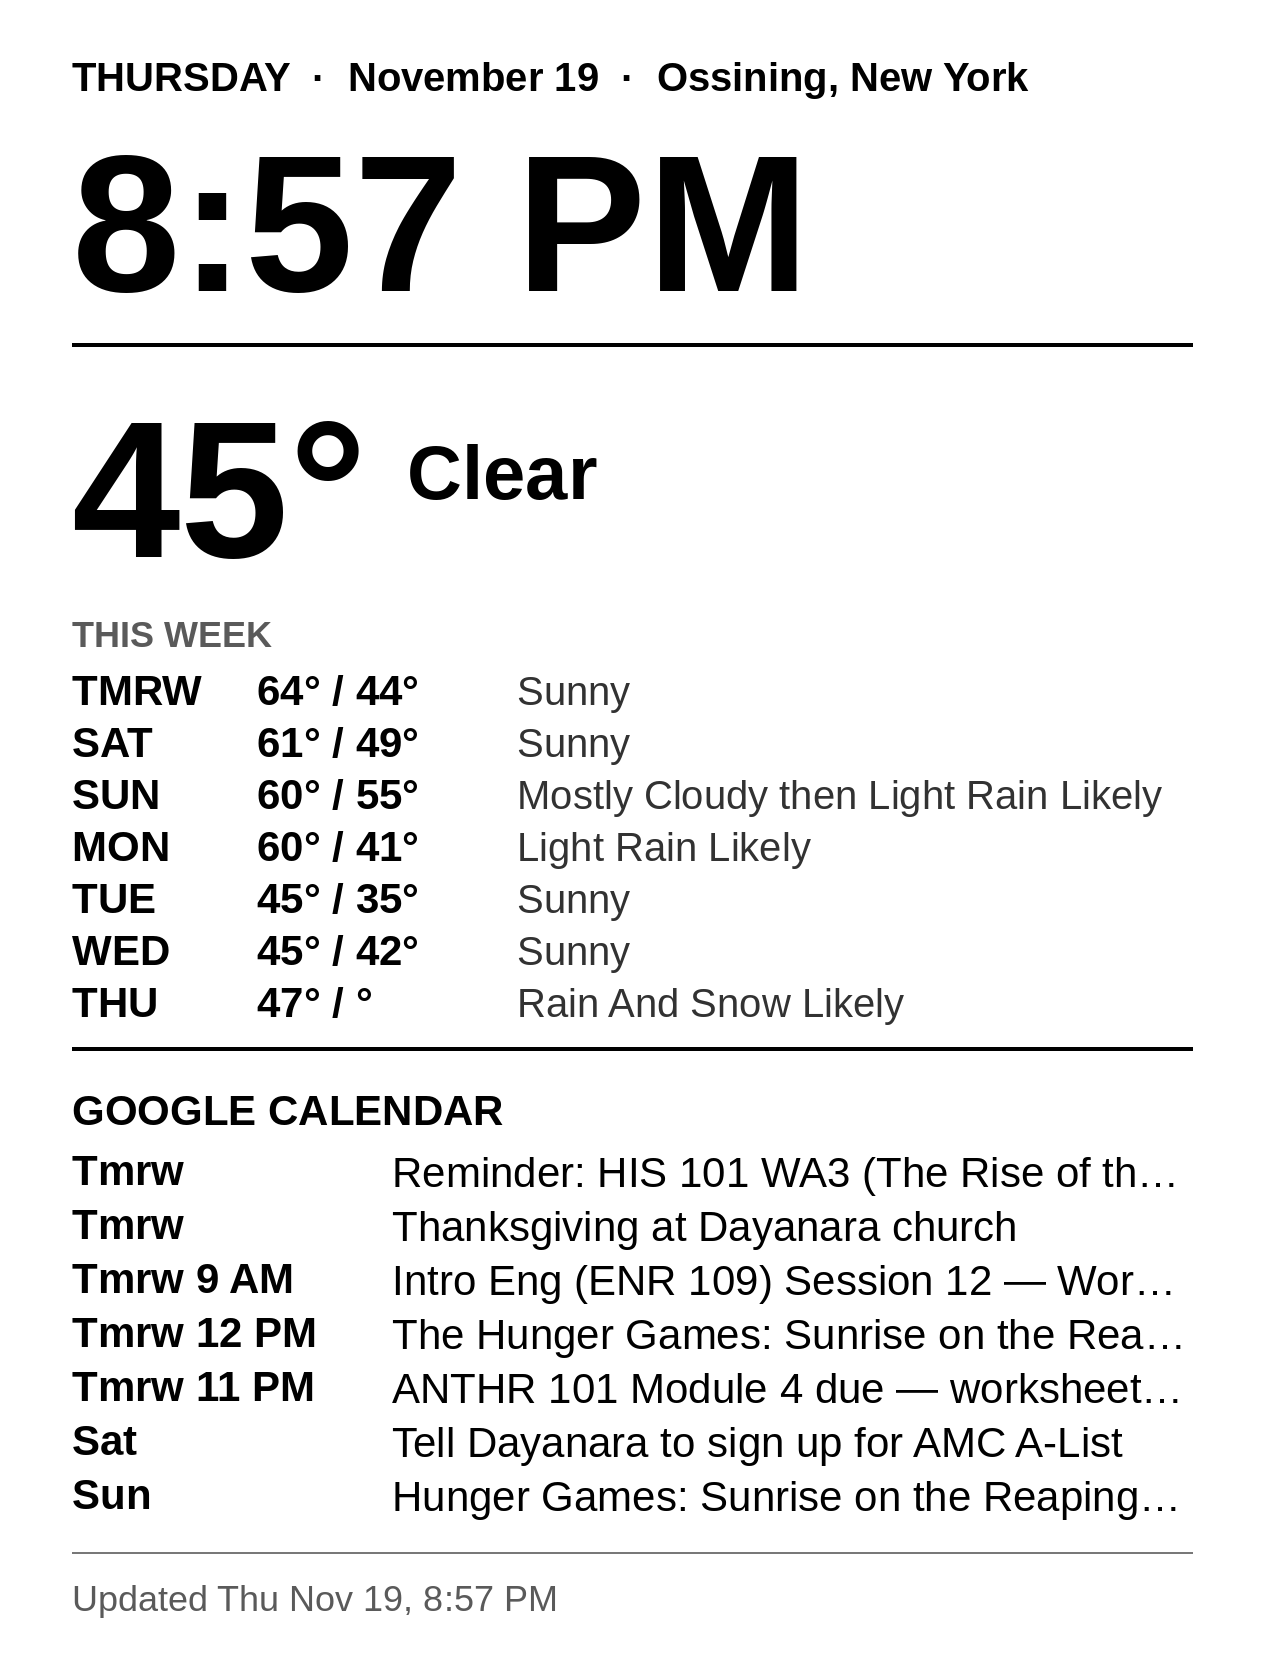 THURSDAY · November 19 · Ossining, New York
8:57 PM
45° Clear
THIS WEEK
TMRW 64° / 44° Sunny
SAT 61° / 49° Sunny
SUN 60° / 55° Mostly Cloudy then Light Rain Likely
MON 60° / 41° Light Rain Likely
TUE 45° / 35° Sunny
WED 45° / 42° Sunny
THU 47° / ° Rain And Snow Likely
GOOGLE CALENDAR
Tmrw Reminder: HIS 101 WA3 (The Rise of th…
Tmrw Thanksgiving at Dayanara church
Tmrw 9 AM Intro Eng (ENR 109) Session 12 — Wor…
Tmrw 12 PM The Hunger Games: Sunrise on the Rea…
Tmrw 11 PM ANTHR 101 Module 4 due — worksheet…
Sat Tell Dayanara to sign up for AMC A-List
Sun Hunger Games: Sunrise on the Reaping…
Updated Thu Nov 19, 8:57 PM